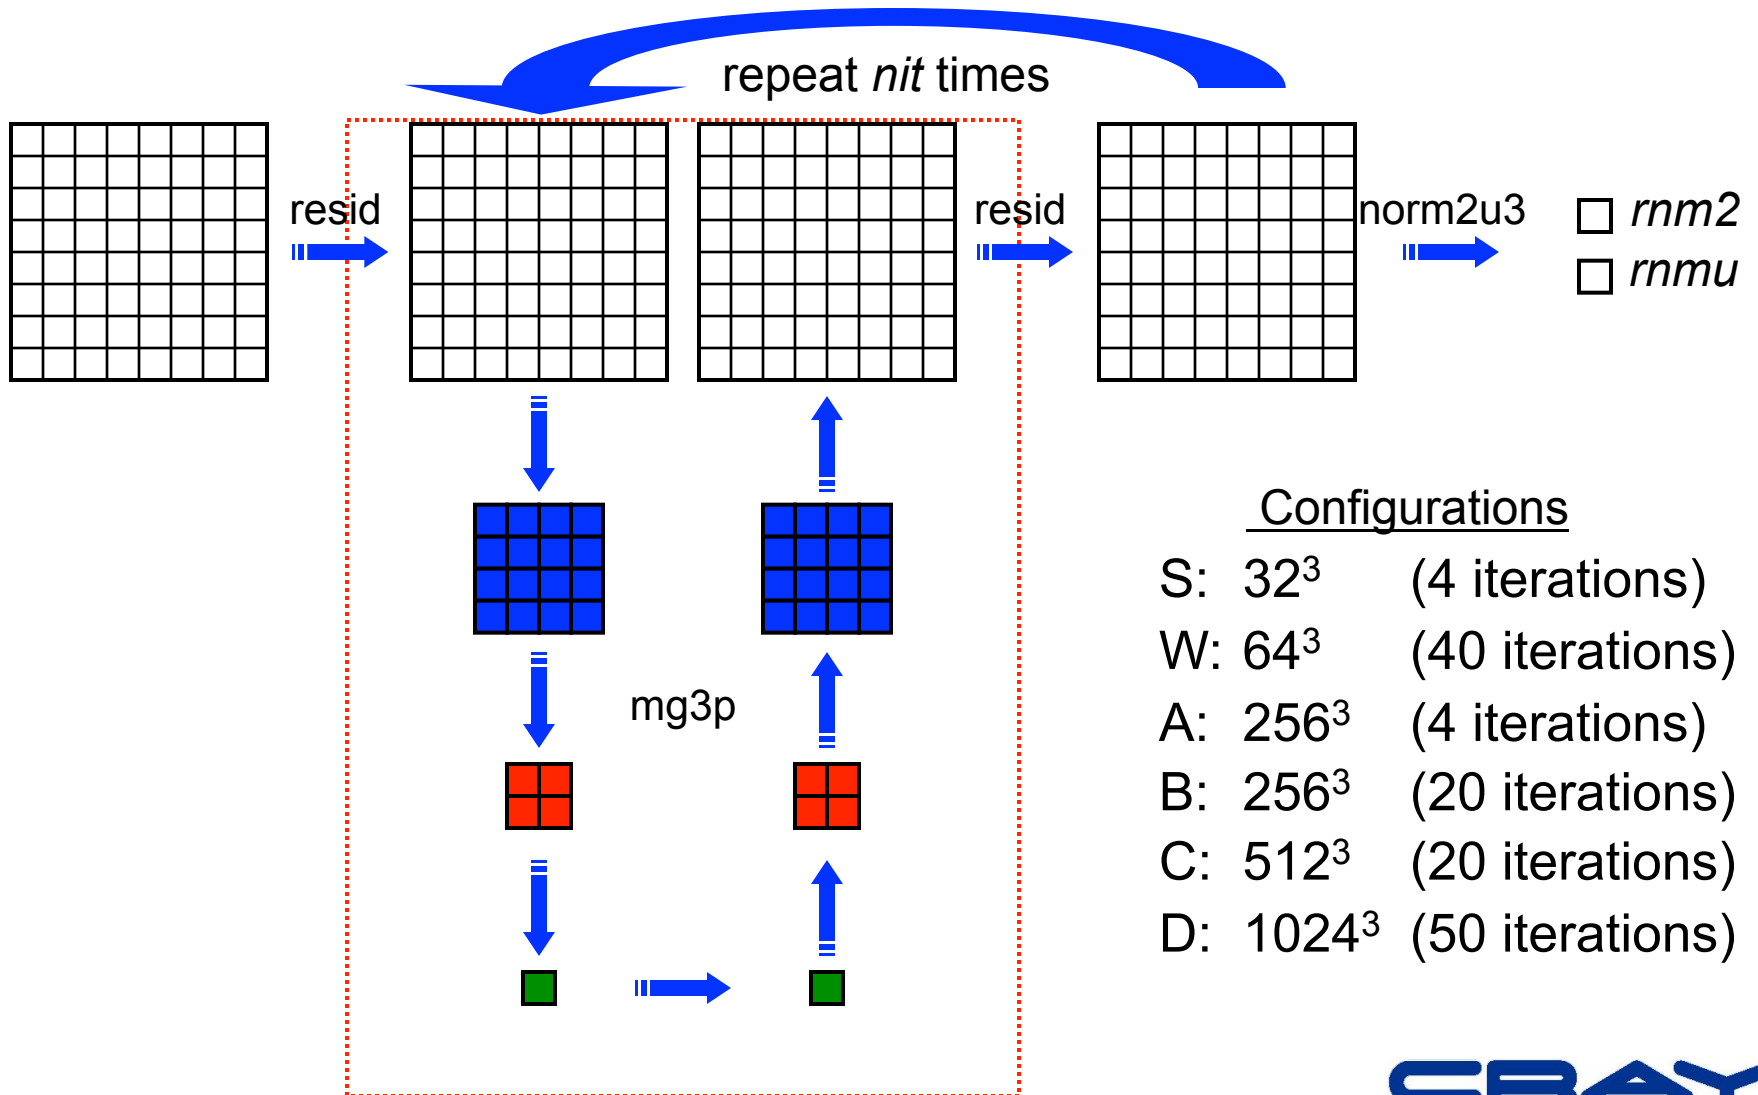 repeat nit times
resid
resid
norm2u3
rnm2
rnmu
mg3p
Configurations
S: 32³ (4 iterations)
W: 64³ (40 iterations)
A: 256³ (4 iterations)
B: 256³ (20 iterations)
C: 512³ (20 iterations)
D: 1024³ (50 iterations)
CRAY